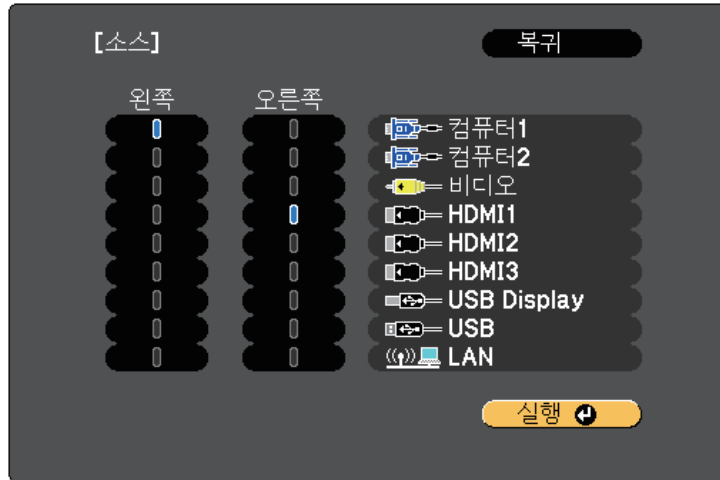 [소스] 복귀
왼쪽 오른쪽
컴퓨터1
컴퓨터2
비디오
HDMI1
HDMI2
HDMI3
USB Display
USB
LAN
실행